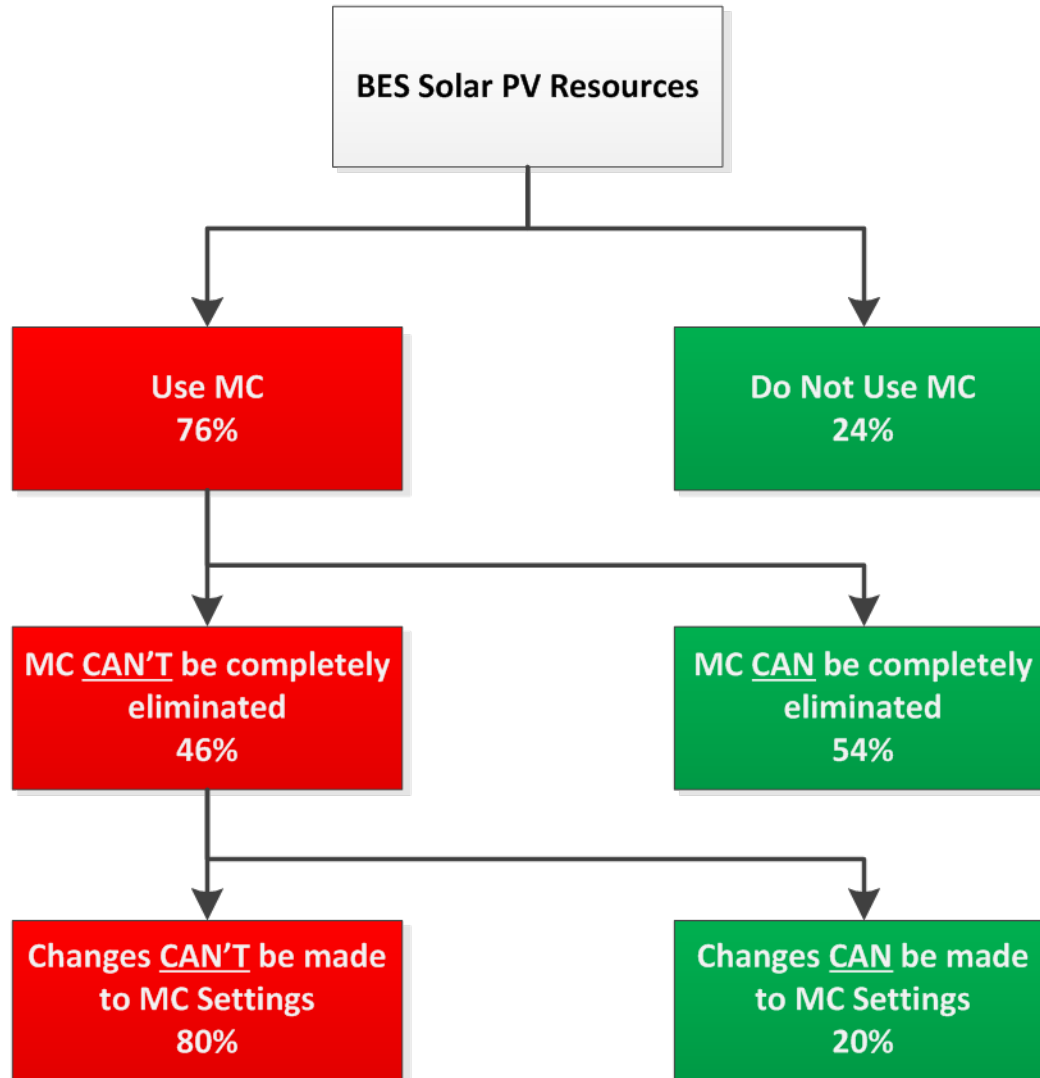 BES Solar PV Resources
Use MC
76%
Do Not Use MC
24%
MC CAN'T be completely
eliminated
46%
MC CAN be completely
eliminated
54%
Changes CAN'T be made
to MC Settings
80%
Changes CAN be made
to MC Settings
20%